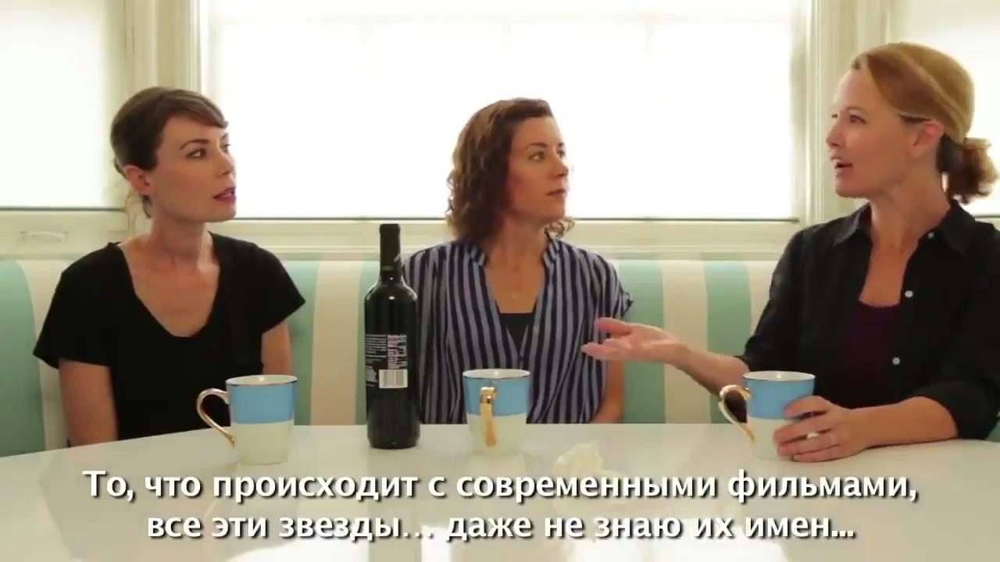 То, что происходит с современными фильмами,
все эти звезды... даже не знаю их имен...